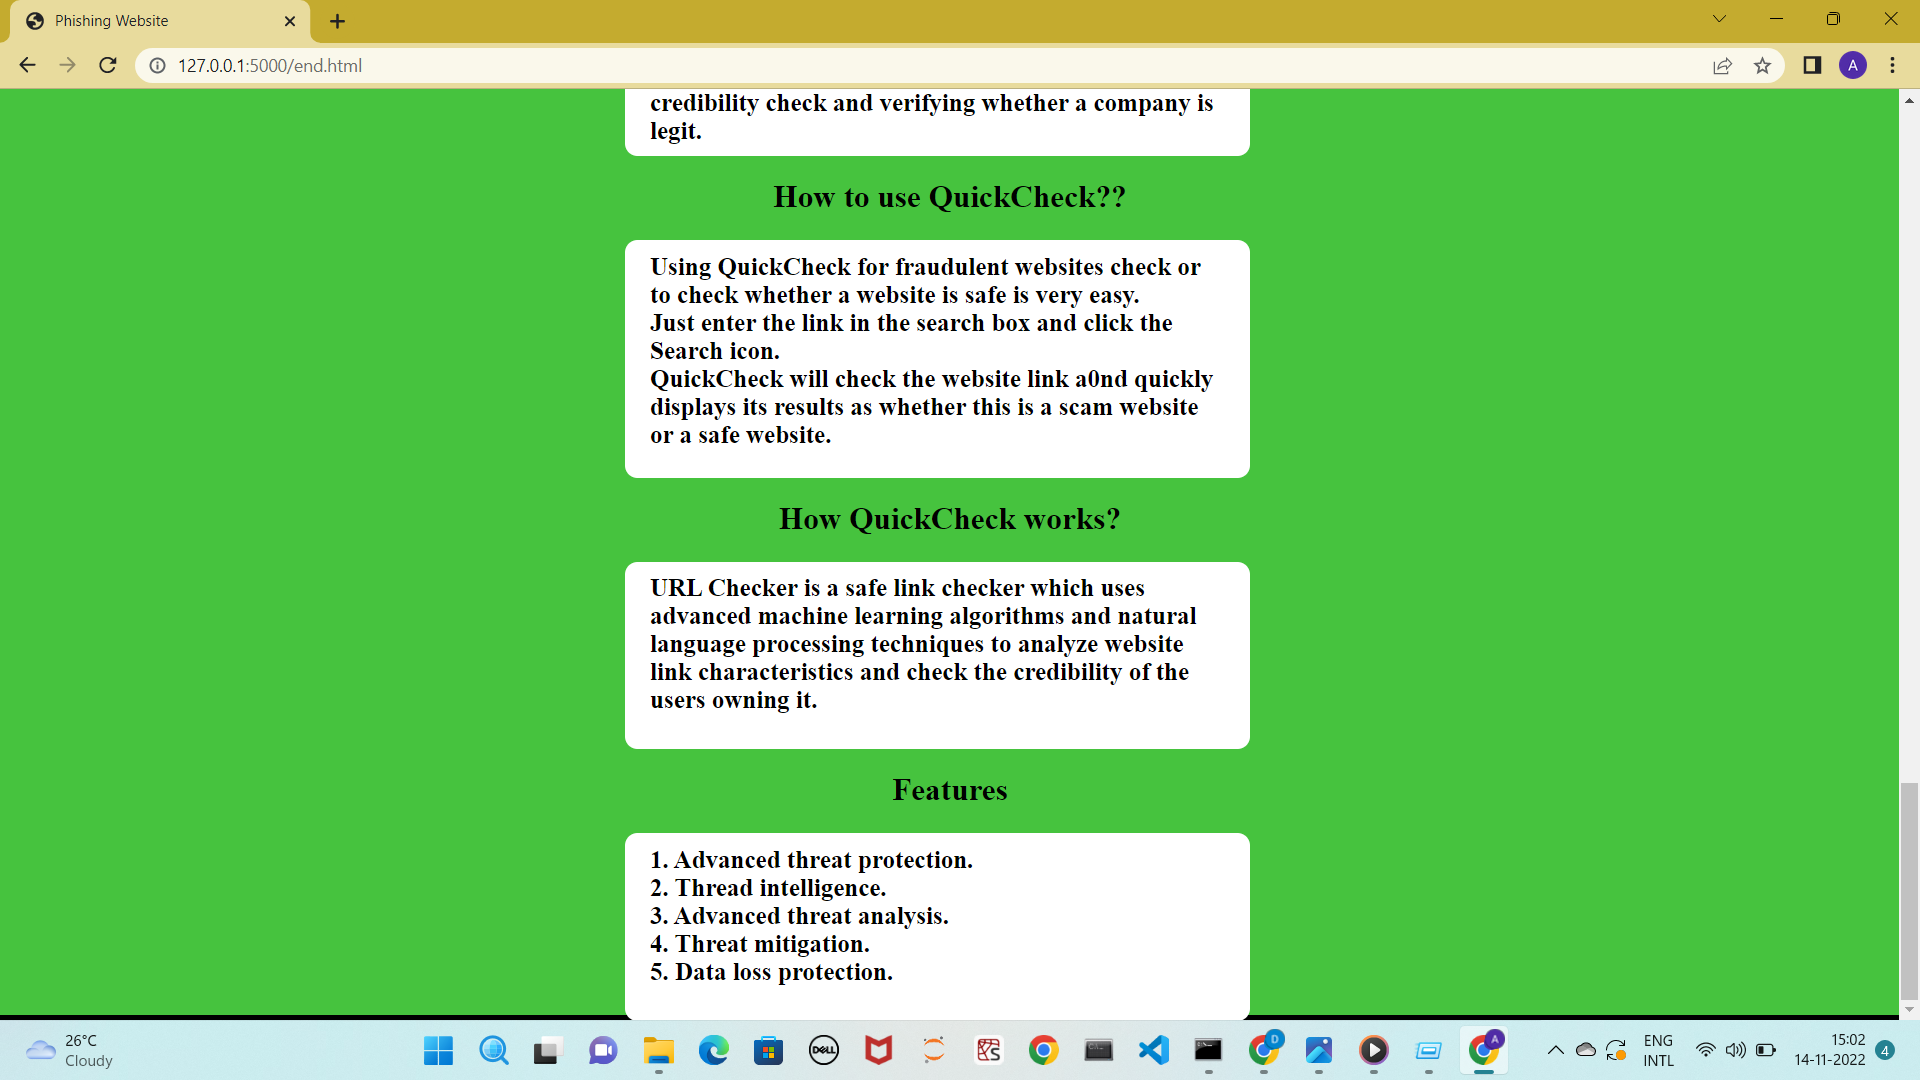 Phishing Website
127.0.0.1:5000/end.html
A
credibility check and verifying whether a company is
legit.
How to use QuickCheck??
Using QuickCheck for fraudulent websites check or
to check whether a website is safe is very easy.
Just enter the link in the search box and click the
Search icon.
QuickCheck will check the website link a0nd quickly
displays its results as whether this is a scam website
or a safe website.
How QuickCheck works?
URL Checker is a safe link checker which uses
advanced machine learning algorithms and natural
language processing techniques to analyze website
link characteristics and check the credibility of the
users owning it.
Features
1. Advanced threat protection.
2. Thread intelligence.
3. Advanced threat analysis.
4. Threat mitigation.
5. Data loss protection.
26°C
Cloudy
DELL
D
A
ENG
INTL
15:02
14-11-2022
4